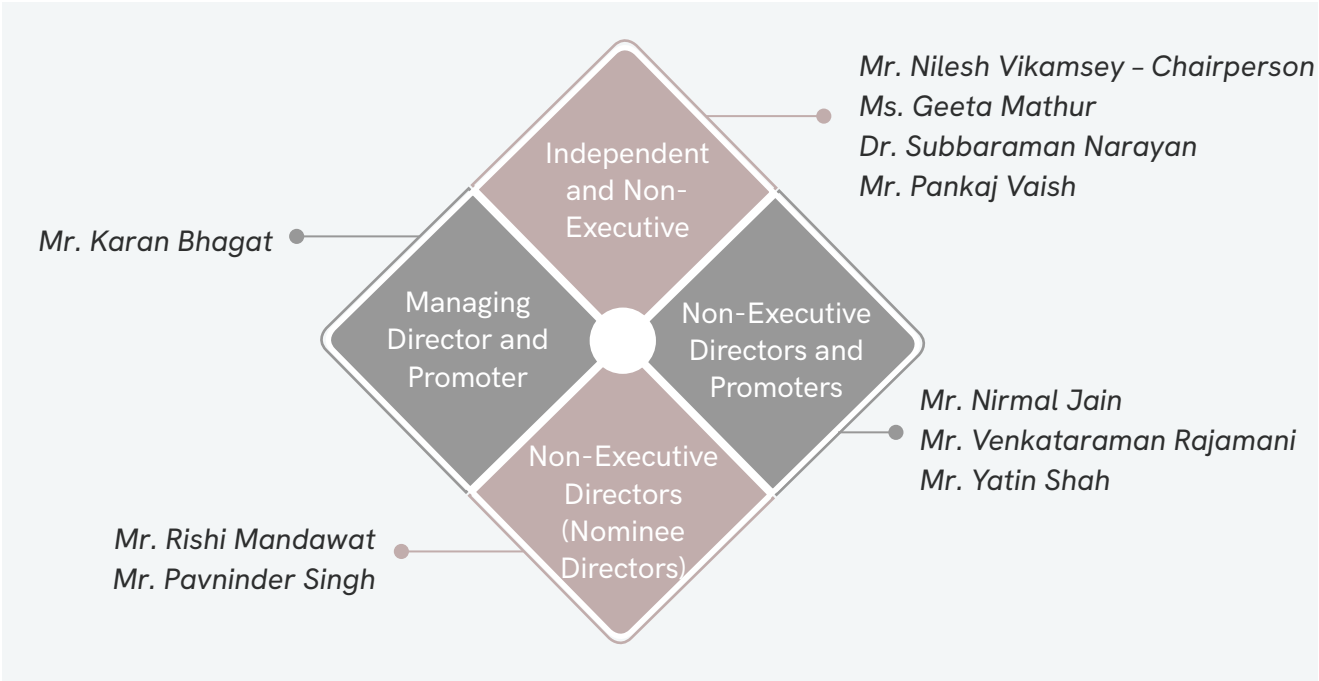 Mr. Nilesh Vikamsey – Chairperson
Ms. Geeta Mathur
Dr. Subbaraman Narayan
Mr. Pankaj Vaish
Independent
and Non-
Executive
Mr. Karan Bhagat
Managing
Director and
Promoter
Non-Executive
Directors and
Promoters
Mr. Nirmal Jain
Mr. Venkataraman Rajamani
Mr. Yatin Shah
Non-Executive
Directors
(Nominee
Directors)
Mr. Rishi Mandawat
Mr. Pavninder Singh